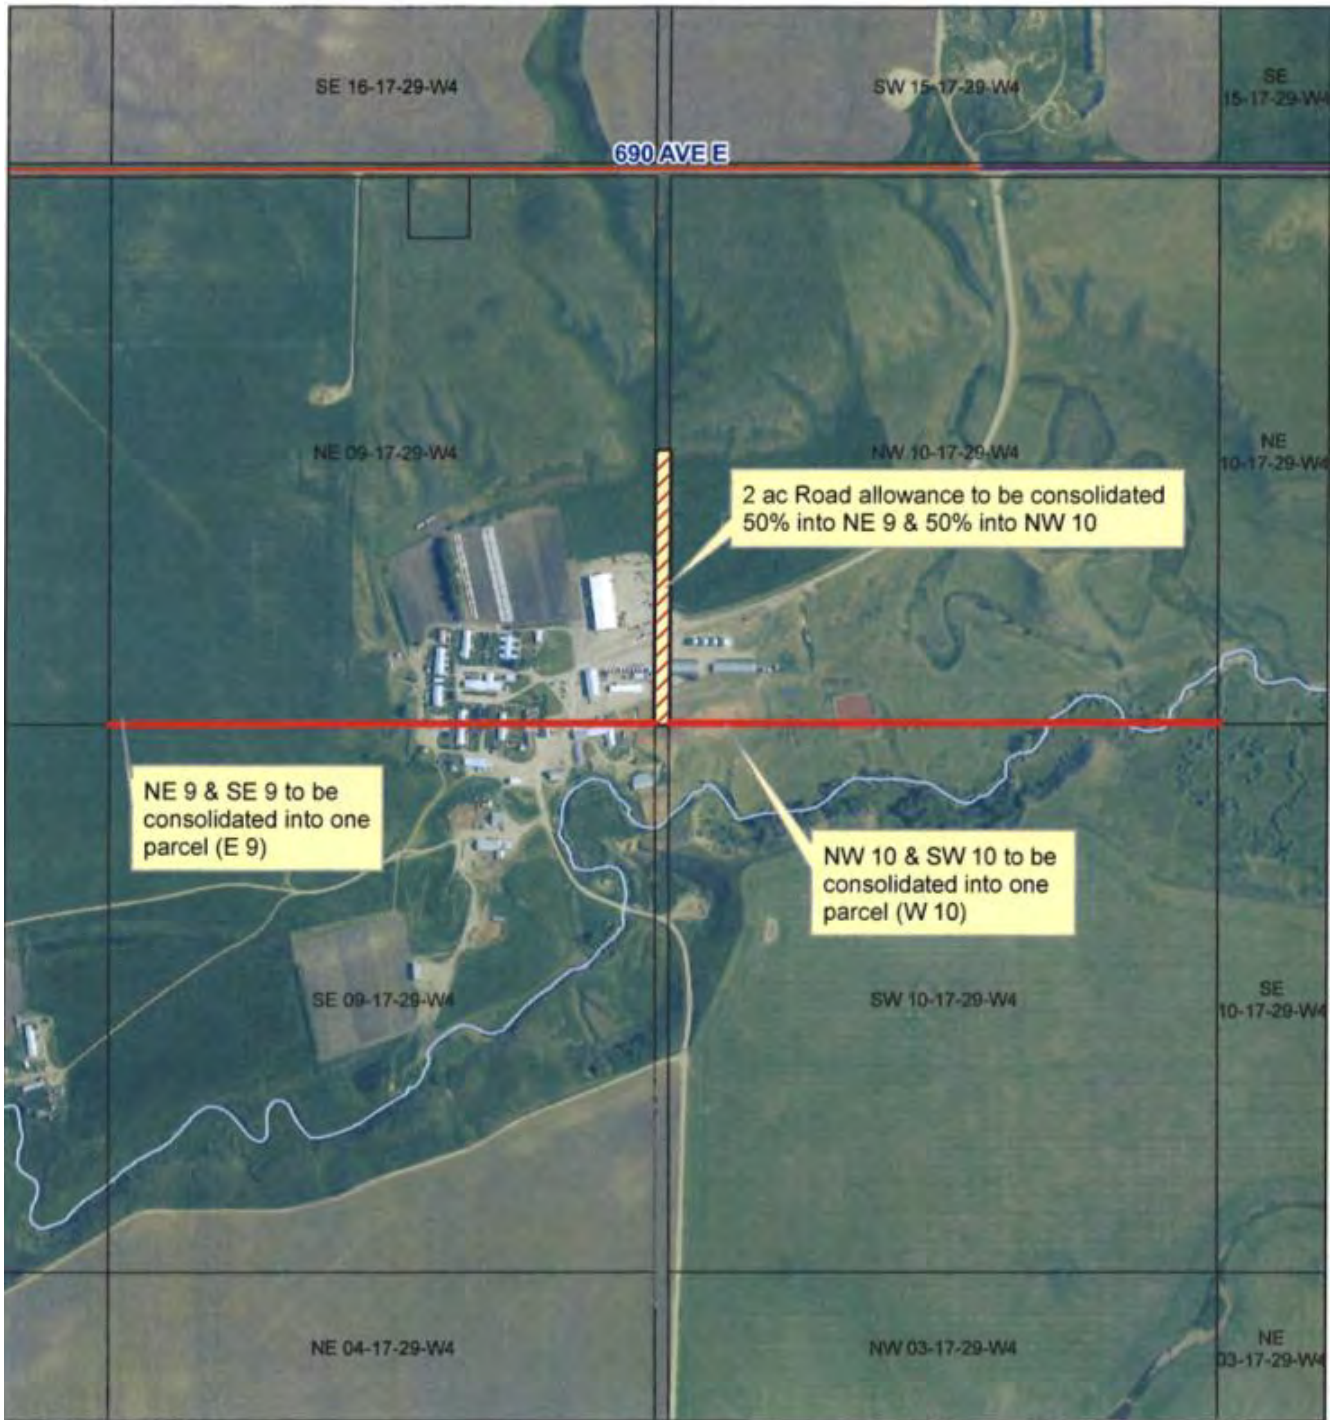 SE 16-17-29-W4
SW 15-17-29-W4
SE
15-17-29-W4
690 AVE E
NE 09-17-29-W4
NW 10-17-29-W4
NE
10-17-29-W4
2 ac Road allowance to be consolidated
50% into NE 9 & 50% into NW 10
NE 9 & SE 9 to be
consolidated into one
parcel (E 9)
NW 10 & SW 10 to be
consolidated into one
parcel (W 10)
SE 09-17-29-W4
SW 10-17-29-W4
SE
10-17-29-W4
NE 04-17-29-W4
NW 03-17-29-W4
NE
03-17-29-W4